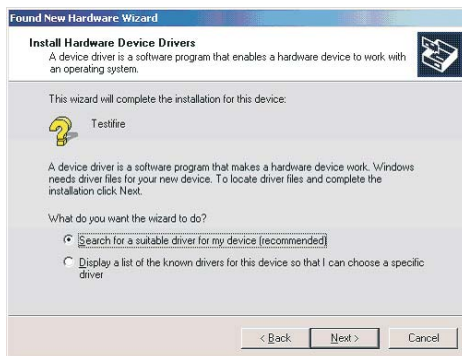 Found New Hardware Wizard
Install Hardware Device Drivers
A device driver is a software program that enables a hardware device to work with
an operating system.
This wizard will complete the installation for this device:
Testifire
A device driver is a software program that makes a hardware device work. Windows
needs driver files for your new device. To locate driver files and complete the
installation click Next.
What do you want the wizard to do?
Search for a suitable driver for my device (recommended)
Display a list of the known drivers for this device so that I can choose a specific
driver
< Back
Next >
Cancel